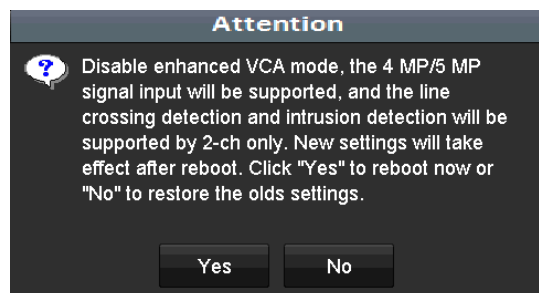 Attention
Disable enhanced VCA mode, the 4 MP/5 MP
signal input will be supported, and the line
crossing detection and intrusion detection will be
supported by 2-ch only. New settings will take
effect after reboot. Click "Yes" to reboot now or
"No" to restore the olds settings.
Yes No